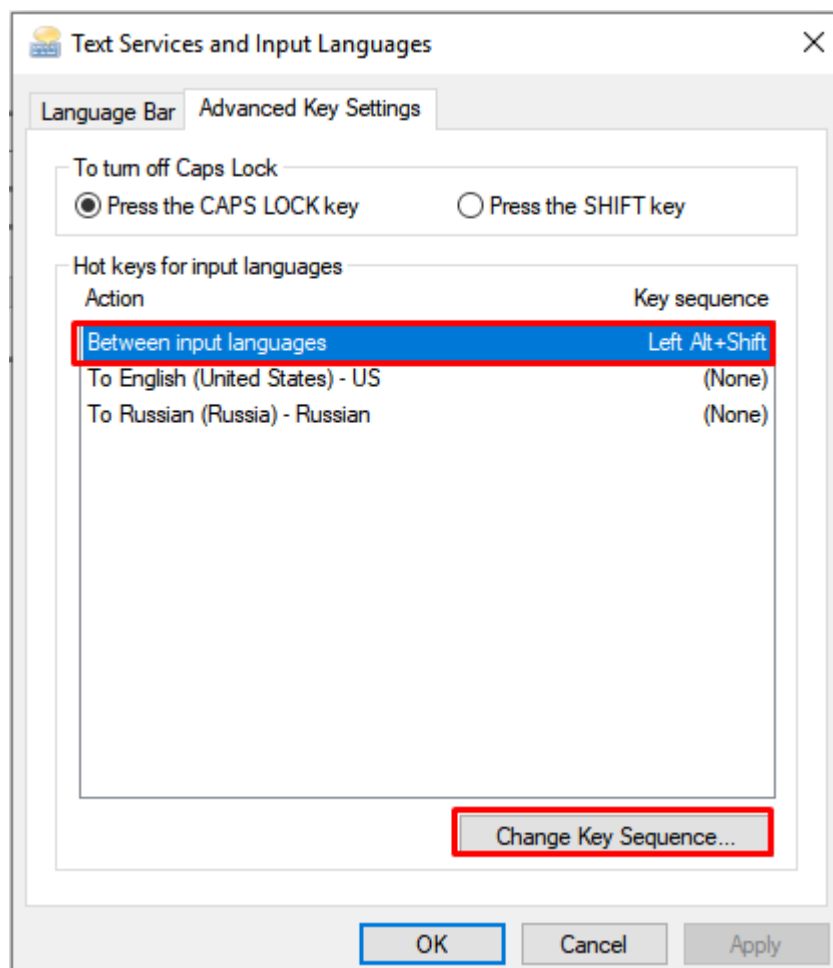 Text Services and Input Languages
Language Bar Advanced Key Settings
To turn off Caps Lock
Press the CAPS LOCK key Press the SHIFT key
Hot keys for input languages
Action Key sequence
Between input languages Left Alt+Shift
To English (United States) - US (None)
To Russian (Russia) - Russian (None)
Change Key Sequence...
OK Cancel Apply